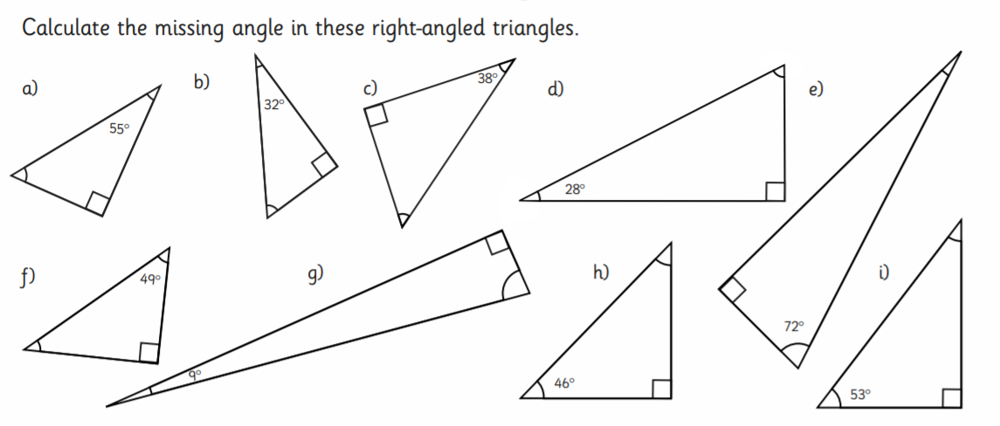 Calculate the missing angle in these right-angled triangles.
a)
55°
b)
32°
c)
38°
d)
28°
e)
72°
f)
49°
g)
9°
h)
46°
i)
53°